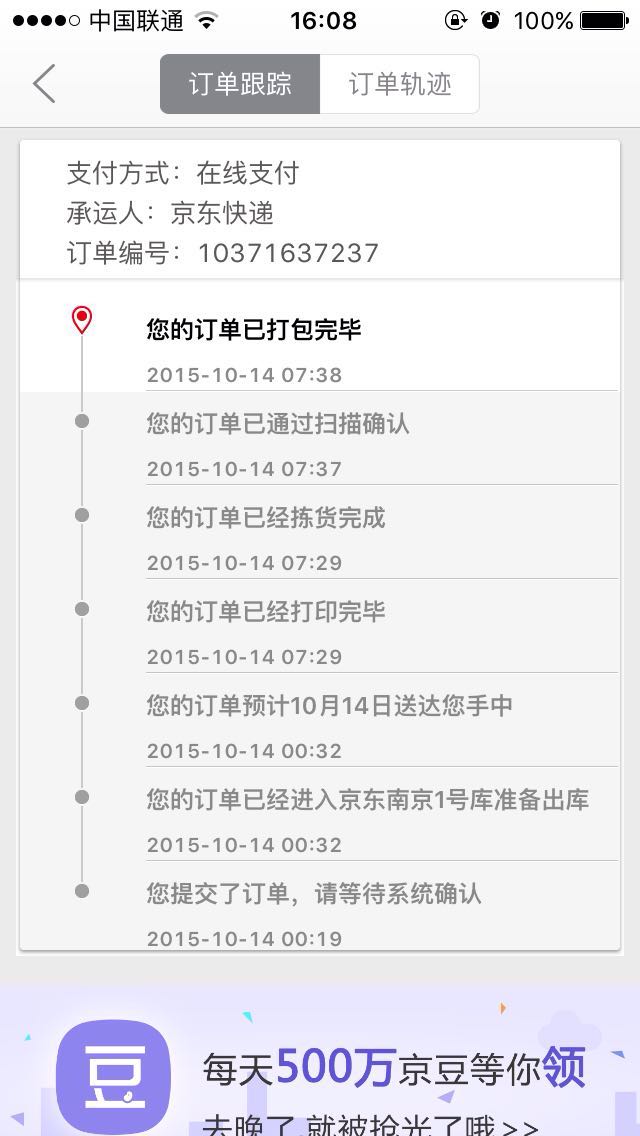 中国联通 16:08 100%
订单跟踪 订单轨迹
支付方式：在线支付
承运人：京东快递
订单编号：10371637237
您的订单已打包完毕
2015-10-14 07:38
您的订单已通过扫描确认
2015-10-14 07:37
您的订单已经拣货完成
2015-10-14 07:29
您的订单已经打印完毕
2015-10-14 07:29
您的订单预计10月14日送达您手中
2015-10-14 00:32
您的订单已经进入京东南京1号库准备出库
2015-10-14 00:32
您提交了订单，请等待系统确认
2015-10-14 00:19
豆
每天500万京豆等你领
去晚了,就被抢光了哦>>